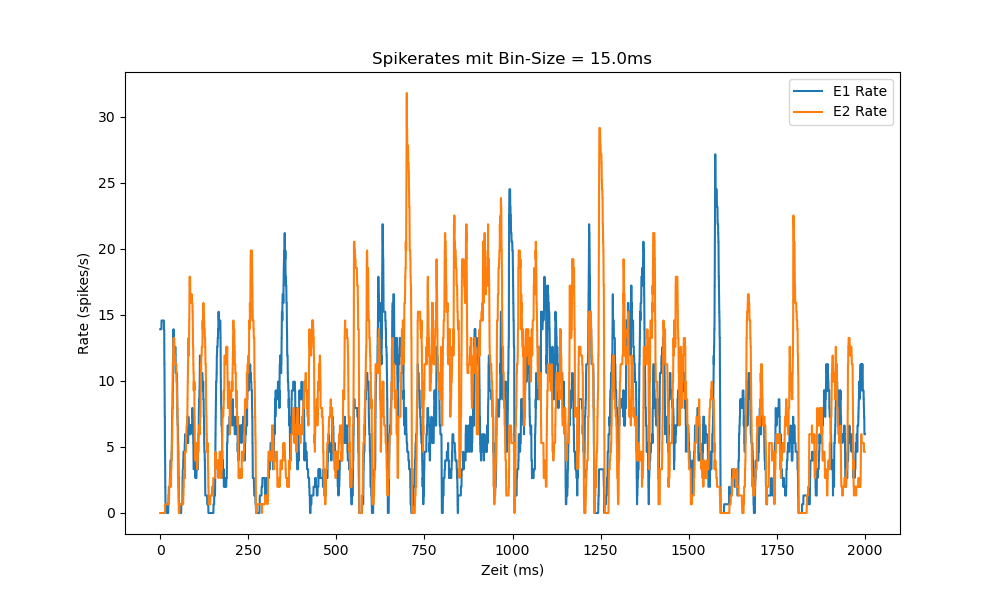 Spikerates mit Bin-Size = 15.0ms
E1 Rate
E2 Rate
30
25
20
15
10
5
0
Rate (spikes/s)
0 250 500 750 1000 1250 1500 1750 2000
Zeit (ms)